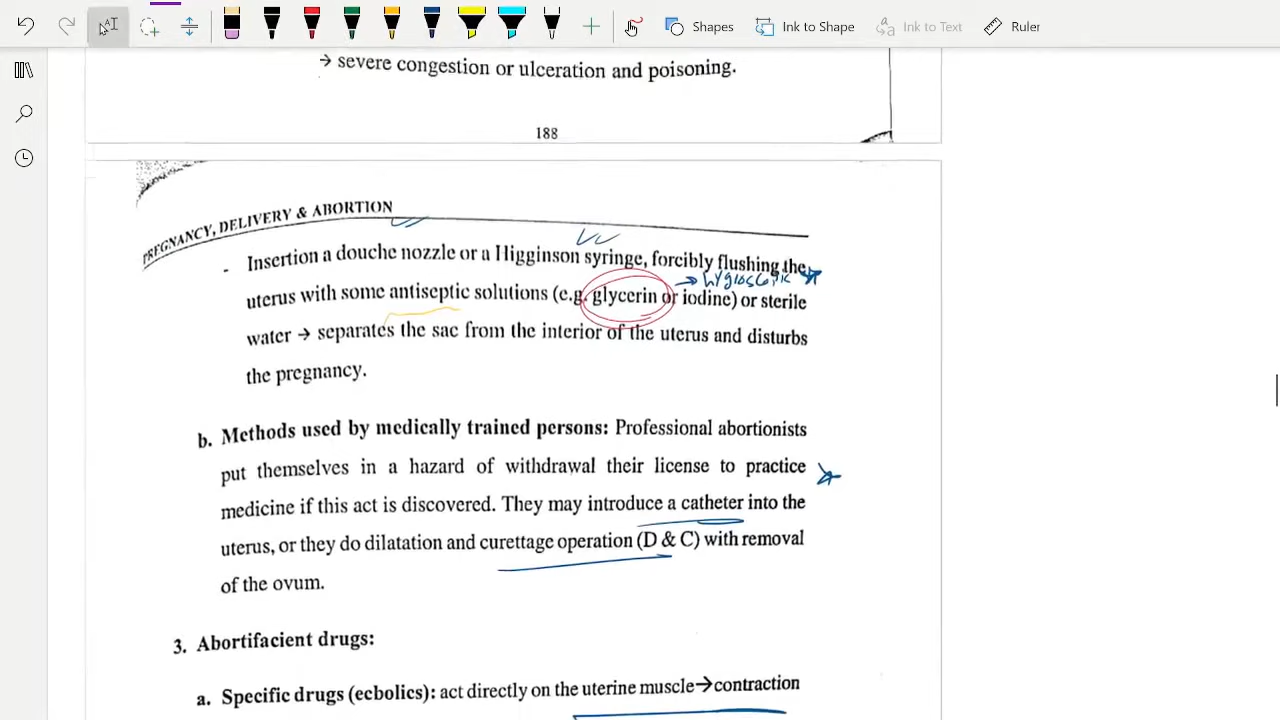 Shapes
Ink to Shape
Ink to Text
Ruler
→ severe congestion or ulceration and poisoning.
188
PREGNANCY, DELIVERY & ABORTION
- Insertion a douche nozzle or a Higginson syringe, forcibly flushing the
→ hygroscopic
uterus with some antiseptic solutions (e.g. glycerin or iodine) or sterile
water → separates the sac from the interior of the uterus and disturbs
the pregnancy.
b. Methods used by medically trained persons: Professional abortionists
put themselves in a hazard of withdrawal their license to practice
medicine if this act is discovered. They may introduce a catheter into the
uterus, or they do dilatation and curettage operation (D & C) with removal
of the ovum.
3. Abortifacient drugs:
a. Specific drugs (ecbolics): act directly on the uterine muscle→contraction